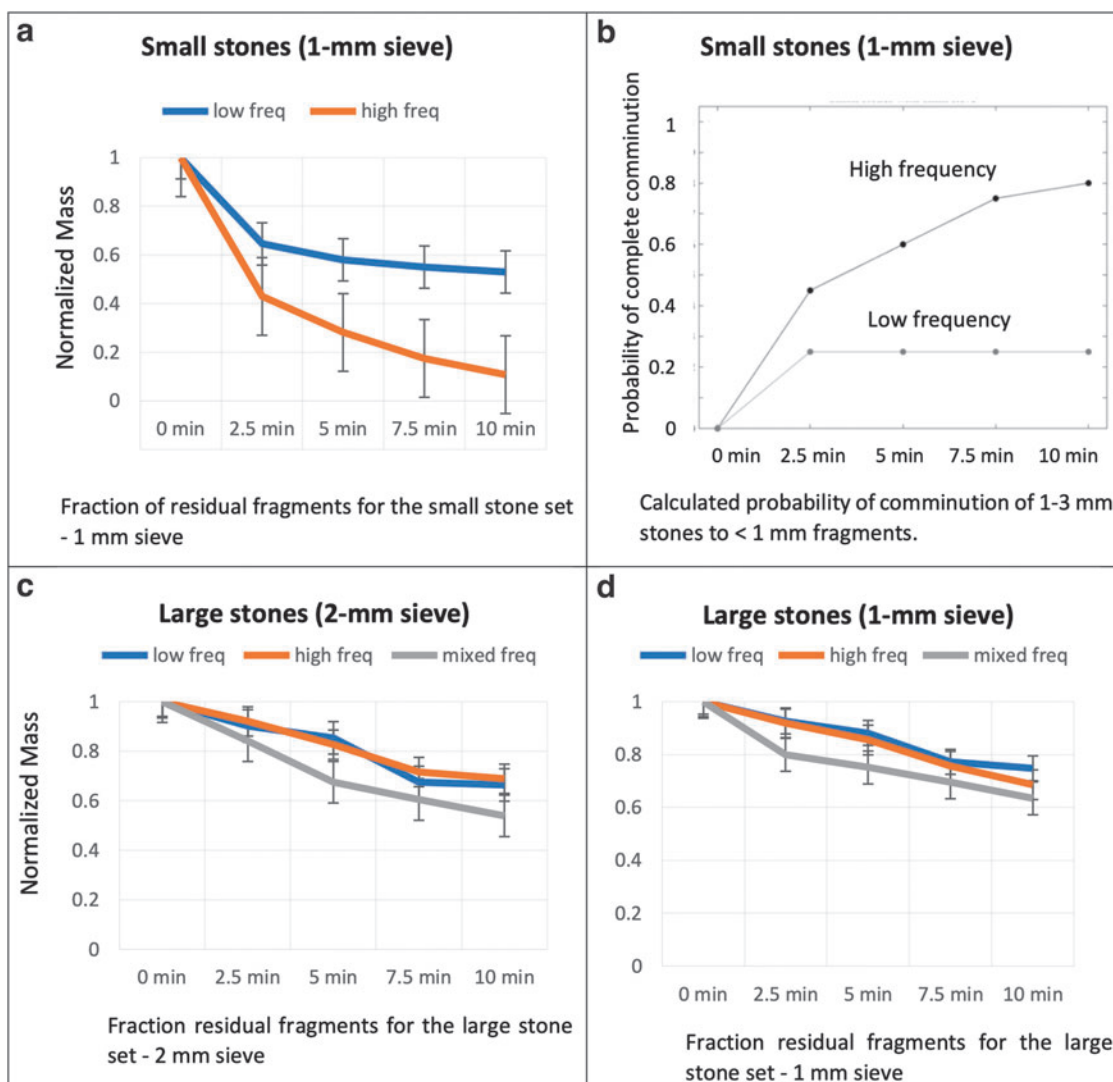 a
Small stones (1-mm sieve)
low freq high freq
Normalized Mass
1
0.8
0.6
0.4
0.2
0
0 min 2.5 min 5 min 7.5 min 10 min
Fraction of residual fragments for the small stone set
- 1 mm sieve
b
Small stones (1-mm sieve)
Probability of complete comminution
1
0.8
0.6
0.4
0.2
0
High frequency
Low frequency
0 min 2.5 min 5 min 7.5 min 10 min
Calculated probability of comminution of 1-3 mm
stones to < 1 mm fragments.
c
Large stones (2-mm sieve)
low freq high freq mixed freq
Normalized Mass
1
0.8
0.6
0.4
0.2
0
0 min 2.5 min 5 min 7.5 min 10 min
Fraction residual fragments for the large stone
set - 2 mm sieve
d
Large stones (1-mm sieve)
low freq high freq mixed freq
1
0.8
0.6
0.4
0.2
0
0 min 2.5 min 5 min 7.5 min 10 min
Fraction residual fragments for the large
stone set - 1 mm sieve